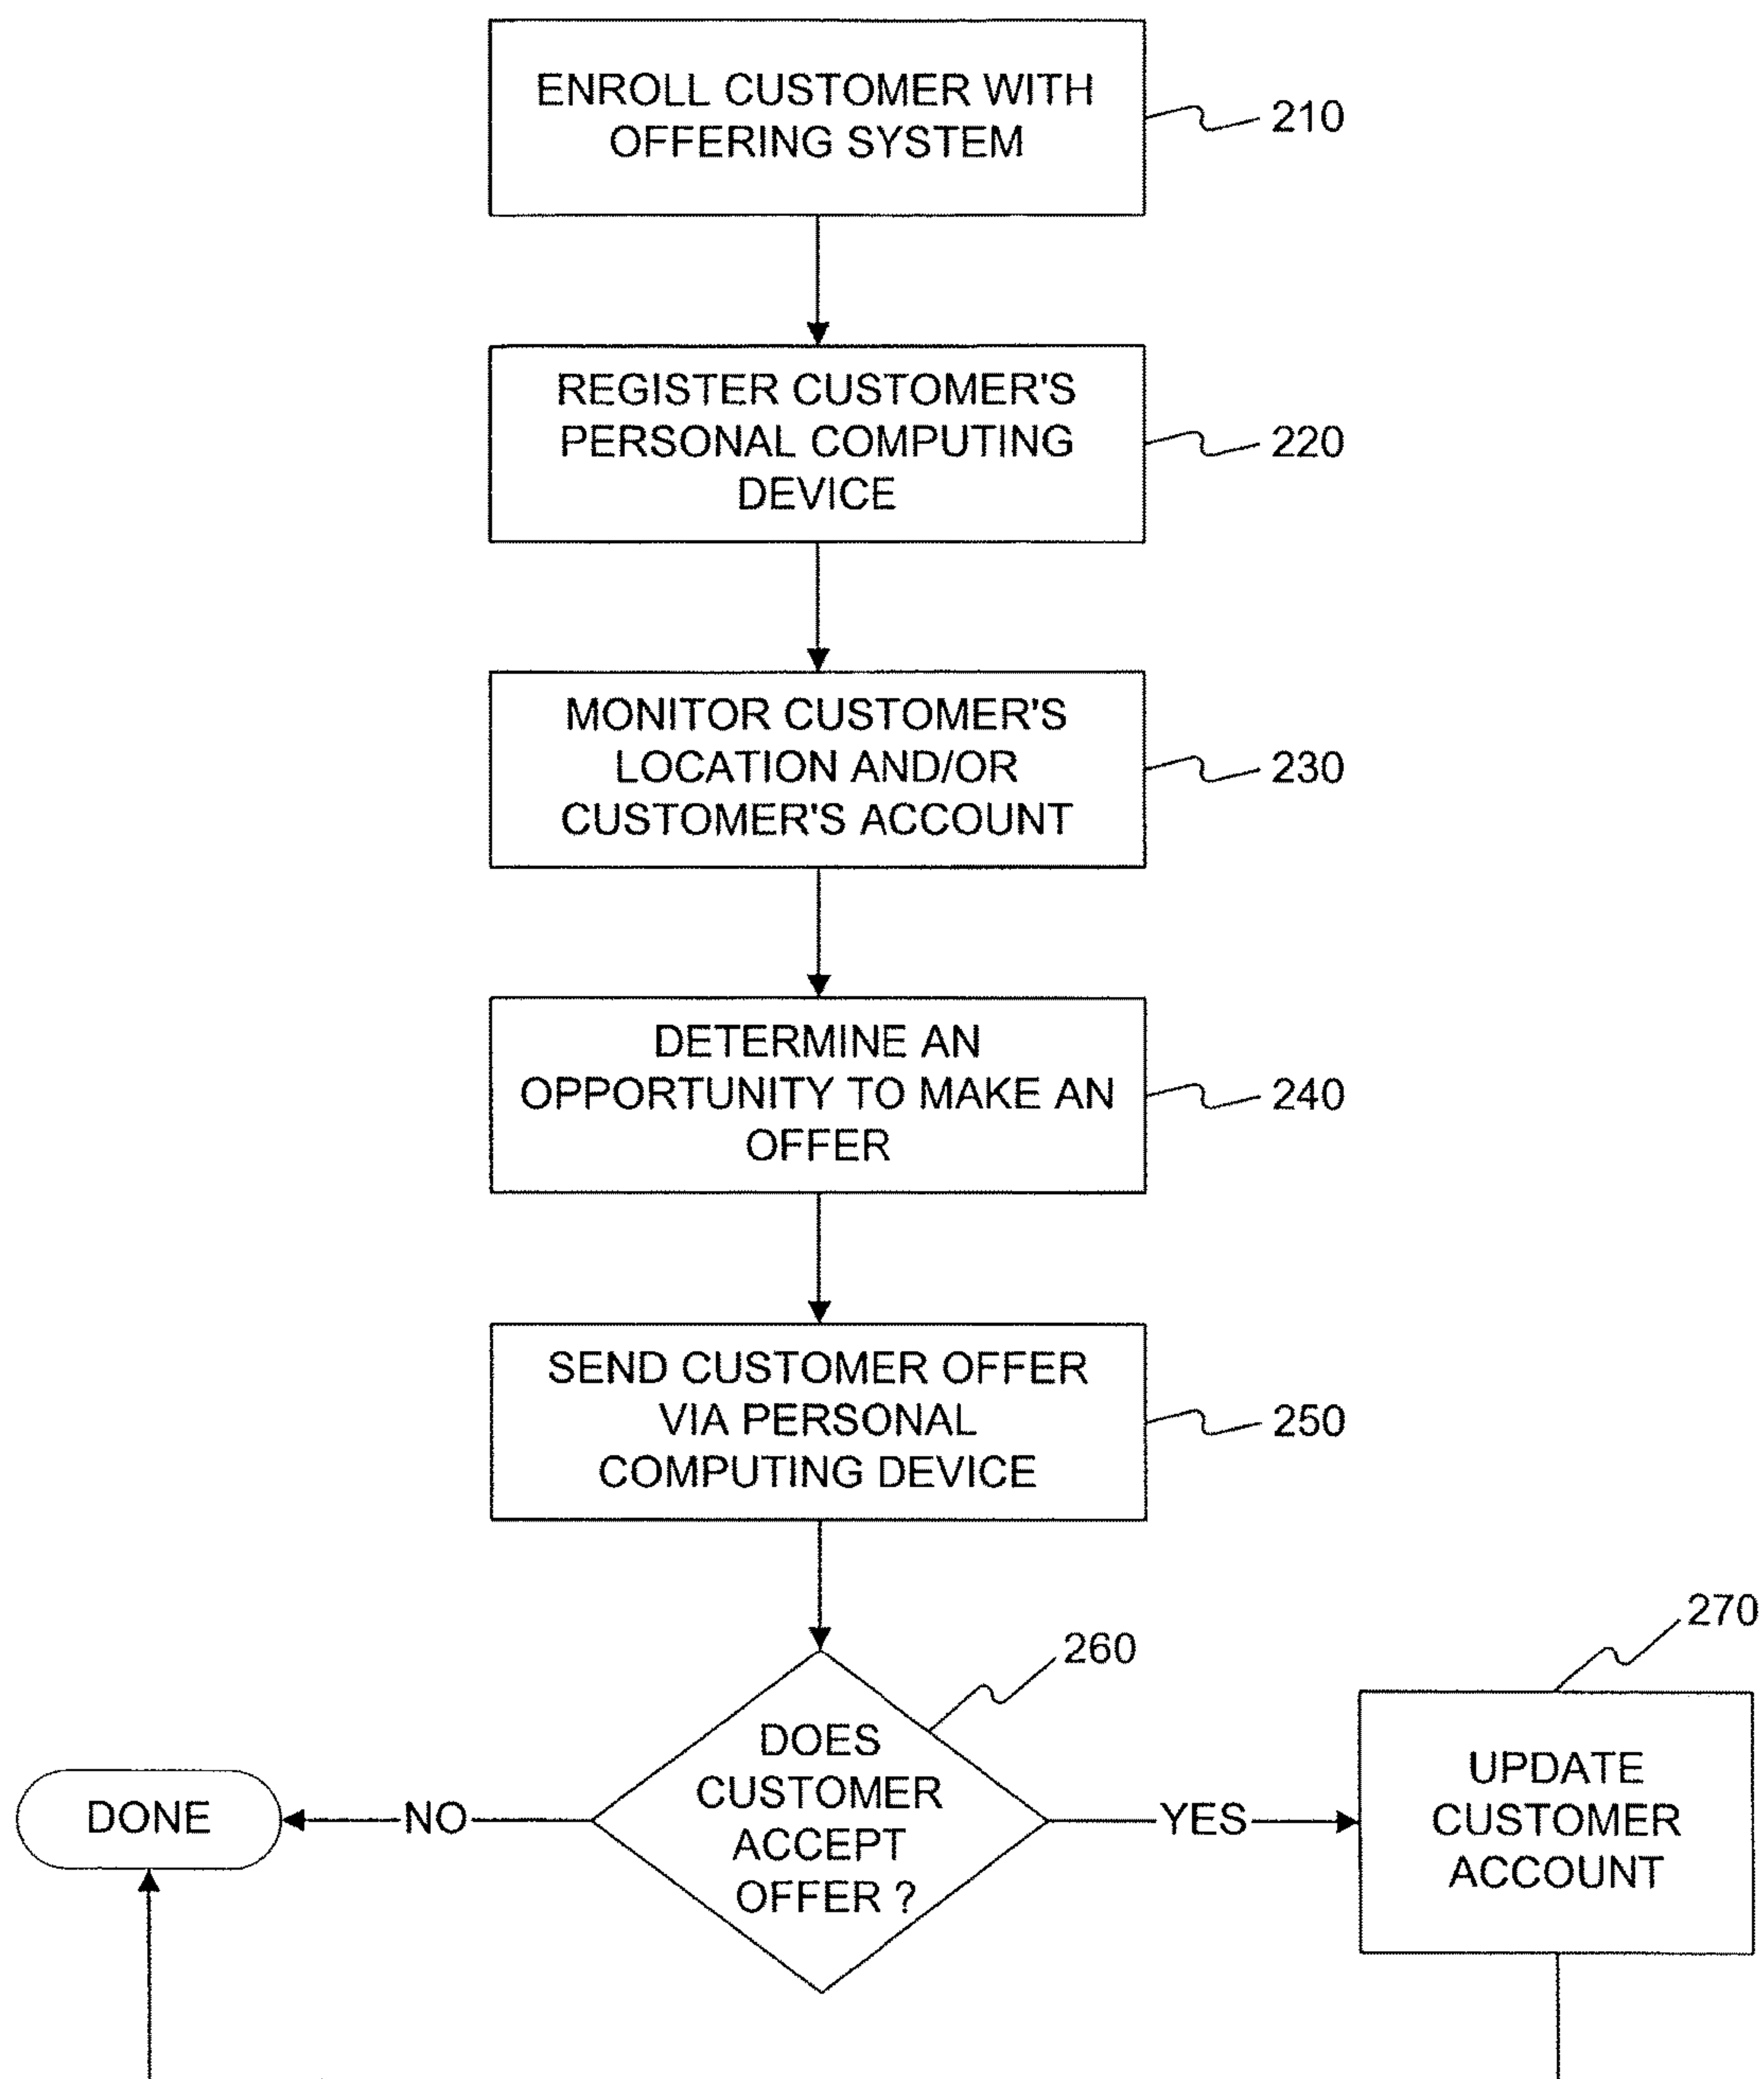 ENROLL CUSTOMER WITH
OFFERING SYSTEM
210
REGISTER CUSTOMER'S
PERSONAL COMPUTING
DEVICE
220
MONITOR CUSTOMER'S
LOCATION AND/OR
CUSTOMER'S ACCOUNT
230
DETERMINE AN
OPPORTUNITY TO MAKE AN
OFFER
240
SEND CUSTOMER OFFER
VIA PERSONAL
COMPUTING DEVICE
250
DOES
CUSTOMER
ACCEPT
OFFER ?
260
NO
DONE
YES
UPDATE
CUSTOMER
ACCOUNT
270